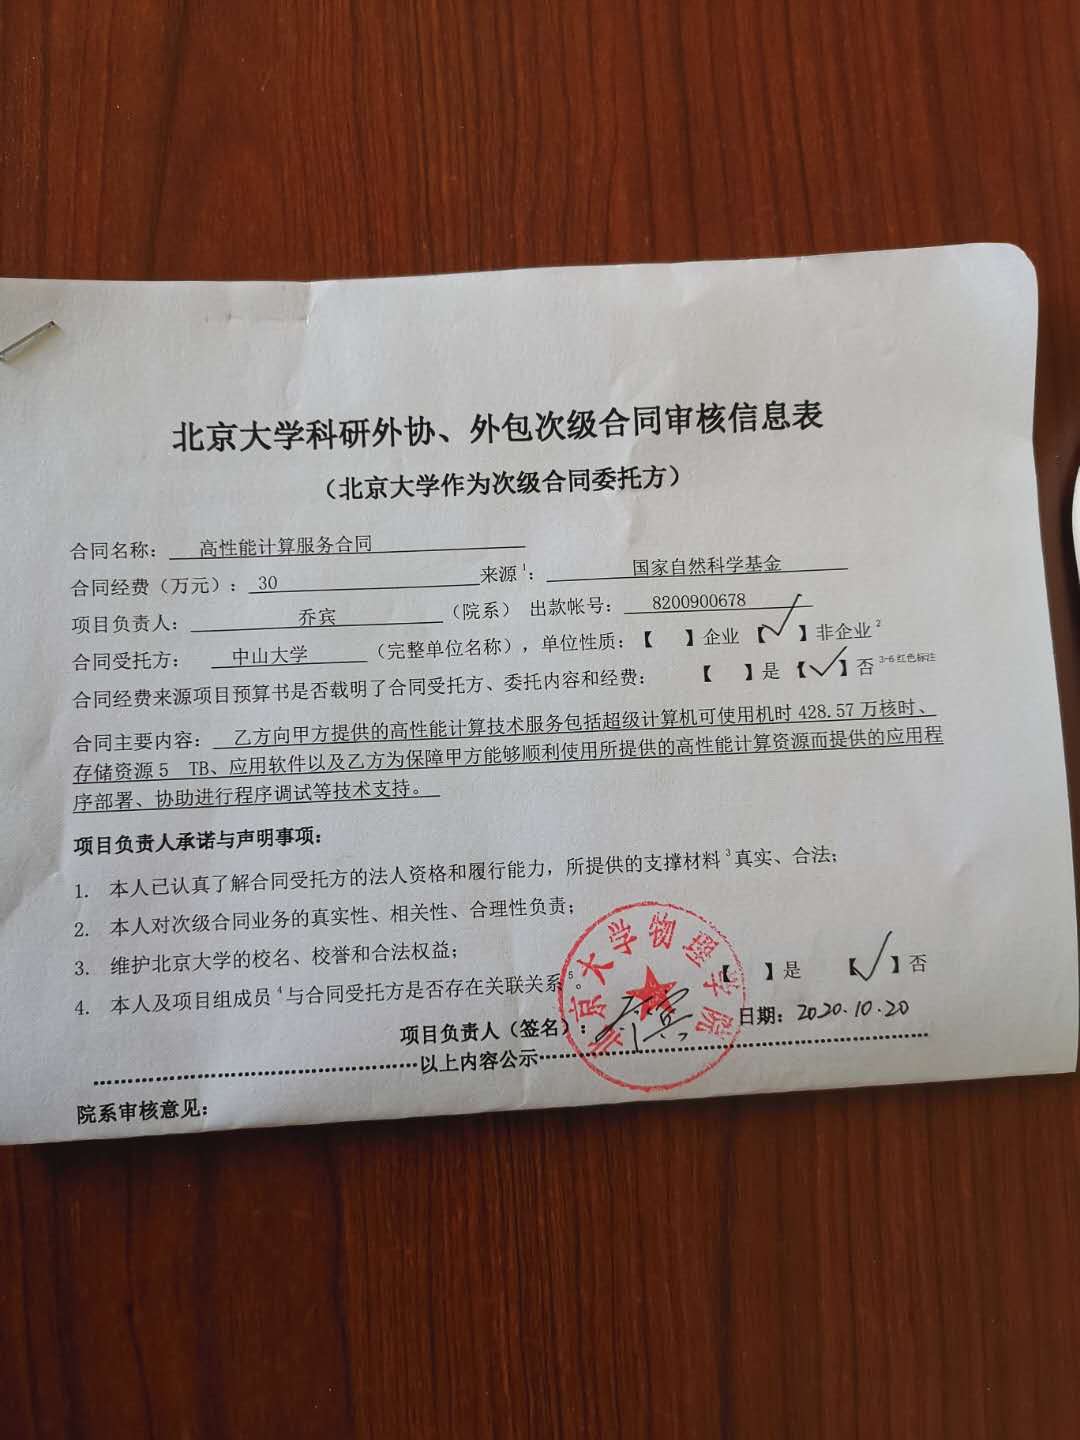 北京大学科研外协、外包次级合同审核信息表
（北京大学作为次级合同委托方）
合同名称： 高性能计算服务合同
合同经费（万元）： 30 来源1： 国家自然科学基金
项目负责人： 乔宾 （院系） 出款帐号： 8200900678
合同受托方： 中山大学 （完整单位名称），单位性质：【 】企业 【✓】非企业2
合同经费来源项目预算书是否载明了合同受托方、委托内容和经费： 【 】是 【✓】否 3-6红色标注
合同主要内容： 乙方向甲方提供的高性能计算技术服务包括超级计算机可使用机时 428.57 万核时、
存储资源 5 TB、应用软件以及乙方为保障甲方能够顺利使用所提供的高性能计算资源而提供的应用程
序部署、协助进行程序调试等技术支持。
项目负责人承诺与声明事项：
1. 本人已认真了解合同受托方的法人资格和履行能力，所提供的支撑材料3真实、合法；
2. 本人对次级合同业务的真实性、相关性、合理性负责；
3. 维护北京大学的校名、校誉和合法权益；
4. 本人及项目组成员4与合同受托方是否存在关联关系5。 【 】是 【✓】否
项目负责人（签名）： 乔宾 日期：2020.10.20
北京大学物理学院
以上内容公示
院系审核意见：